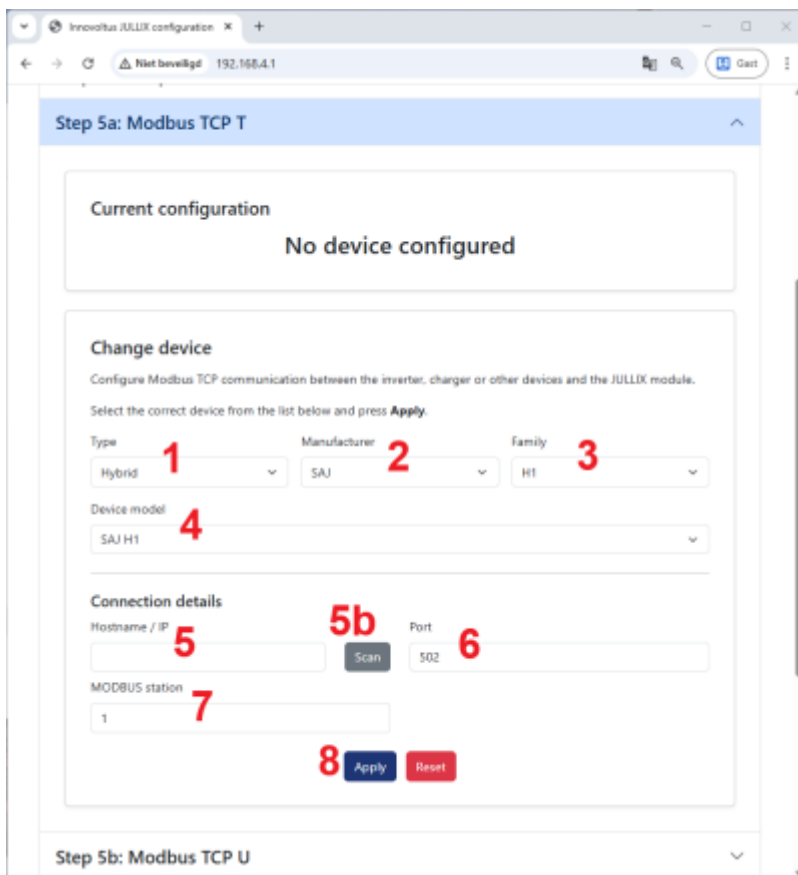 Innovoltus JULLIX configuration
Niet beveiligd 192.168.4.1 Gast
Step 5a: Modbus TCP T
Current configuration
No device configured
Change device
Configure Modbus TCP communication between the inverter, charger or other devices and the JULLIX module.
Select the correct device from the list below and press Apply.
Type Manufacturer Family
1 2 3
Hybrid SAJ H1
Device model
4
SAJ H1
Connection details
Hostname / IP 5b Port
5 6
Scan 502
MODBUS station
7
1
8 Apply Reset
Step 5b: Modbus TCP U